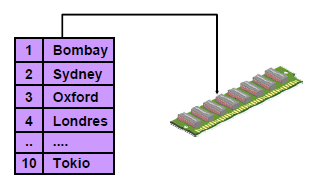 1 Bombay
2 Sydney
3 Oxford
4 Londres
.. ....
10 Tokio